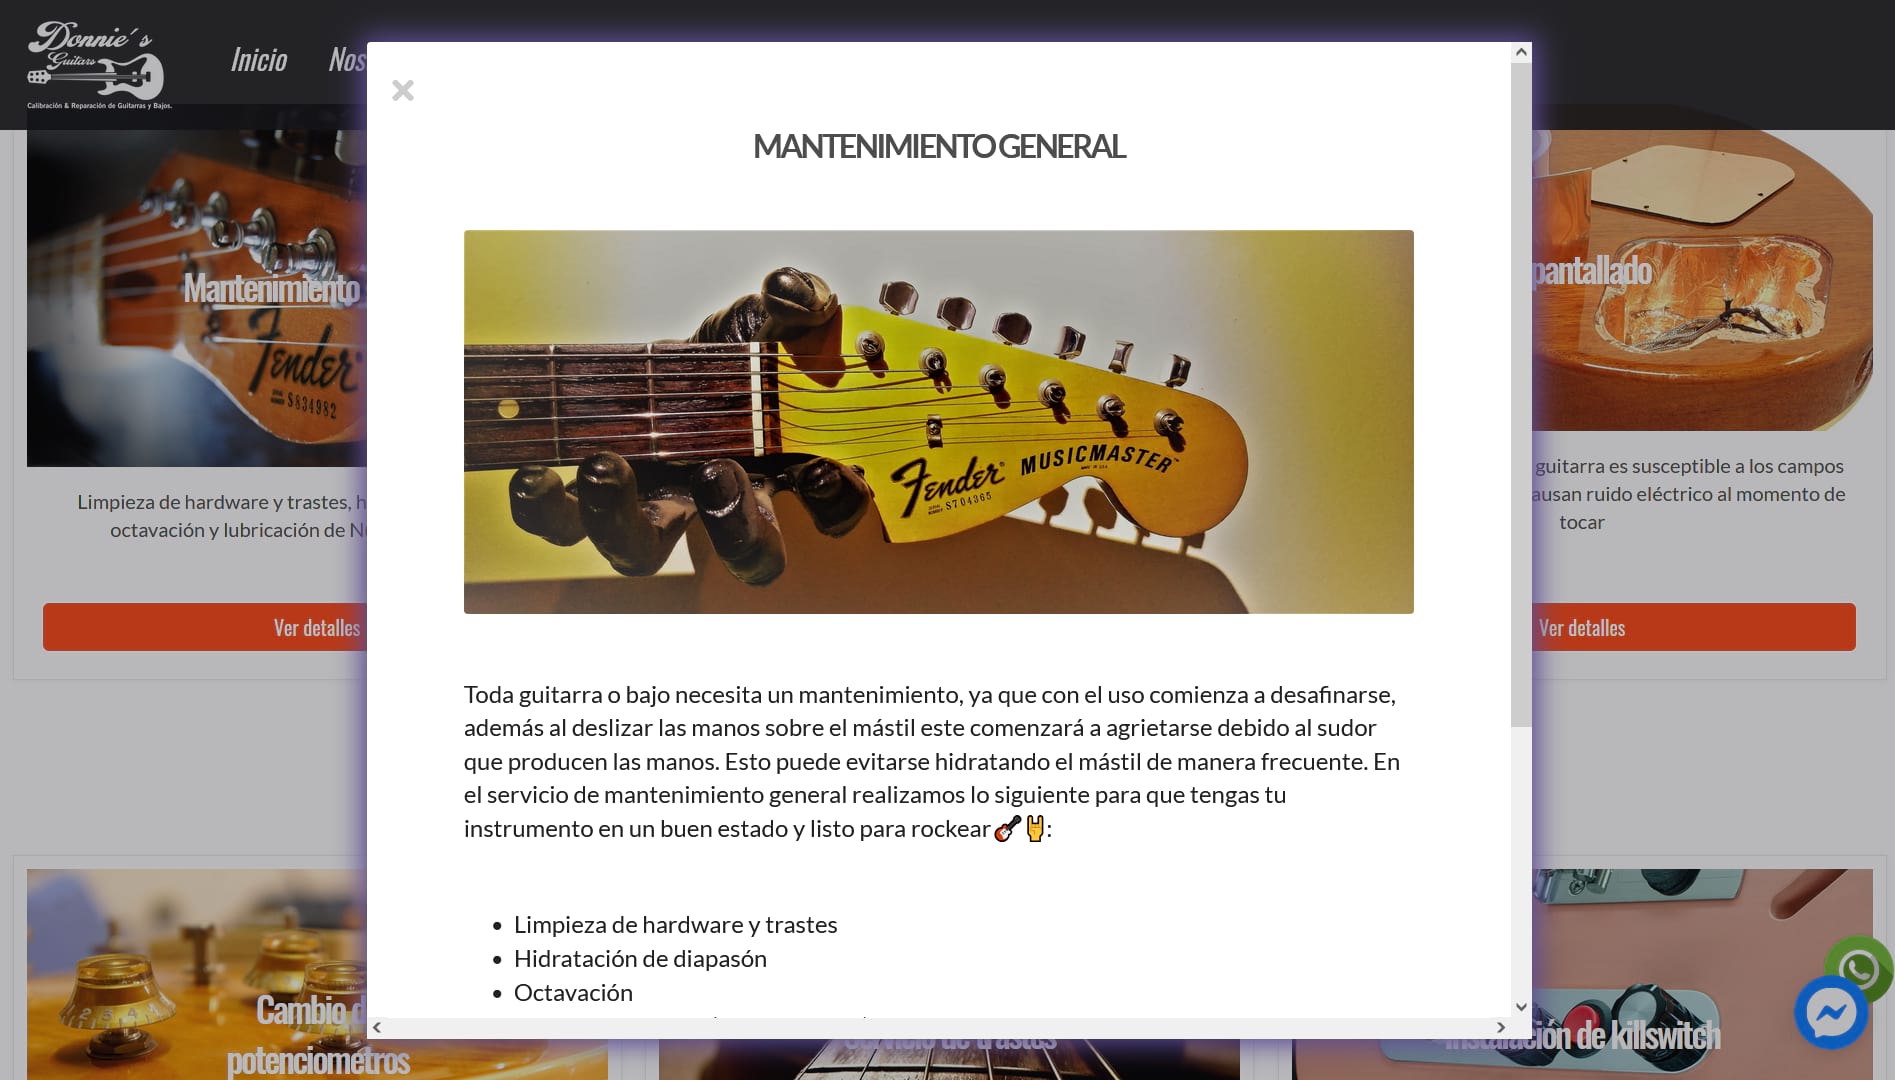 Donnie´s
Guitars
Calibración & Reparación de Guitarras y Bajos.
Inicio
Nos
MANTENIMIENTO GENERAL
Mantenimiento
Fender
S834982
pantallado
Fender MUSICMASTER
S704365
Limpieza de hardware y trastes, h
octavación y lubricación de N
guitarra es susceptible a los campos
ausan ruido eléctrico al momento de
tocar
Ver detalles
Ver detalles
Toda guitarra o bajo necesita un mantenimiento, ya que con el uso comienza a desafinarse,
además al deslizar las manos sobre el mástil este comenzará a agrietarse debido al sudor
que producen las manos. Esto puede evitarse hidratando el mástil de manera frecuente. En
el servicio de mantenimiento general realizamos lo siguiente para que tengas tu
instrumento en un buen estado y listo para rockear🎸🤘:
• Limpieza de hardware y trastes
• Hidratación de diapasón
• Octavación
Cambio d
potenciometros
Servicio de trastes
Instalación de killswitch